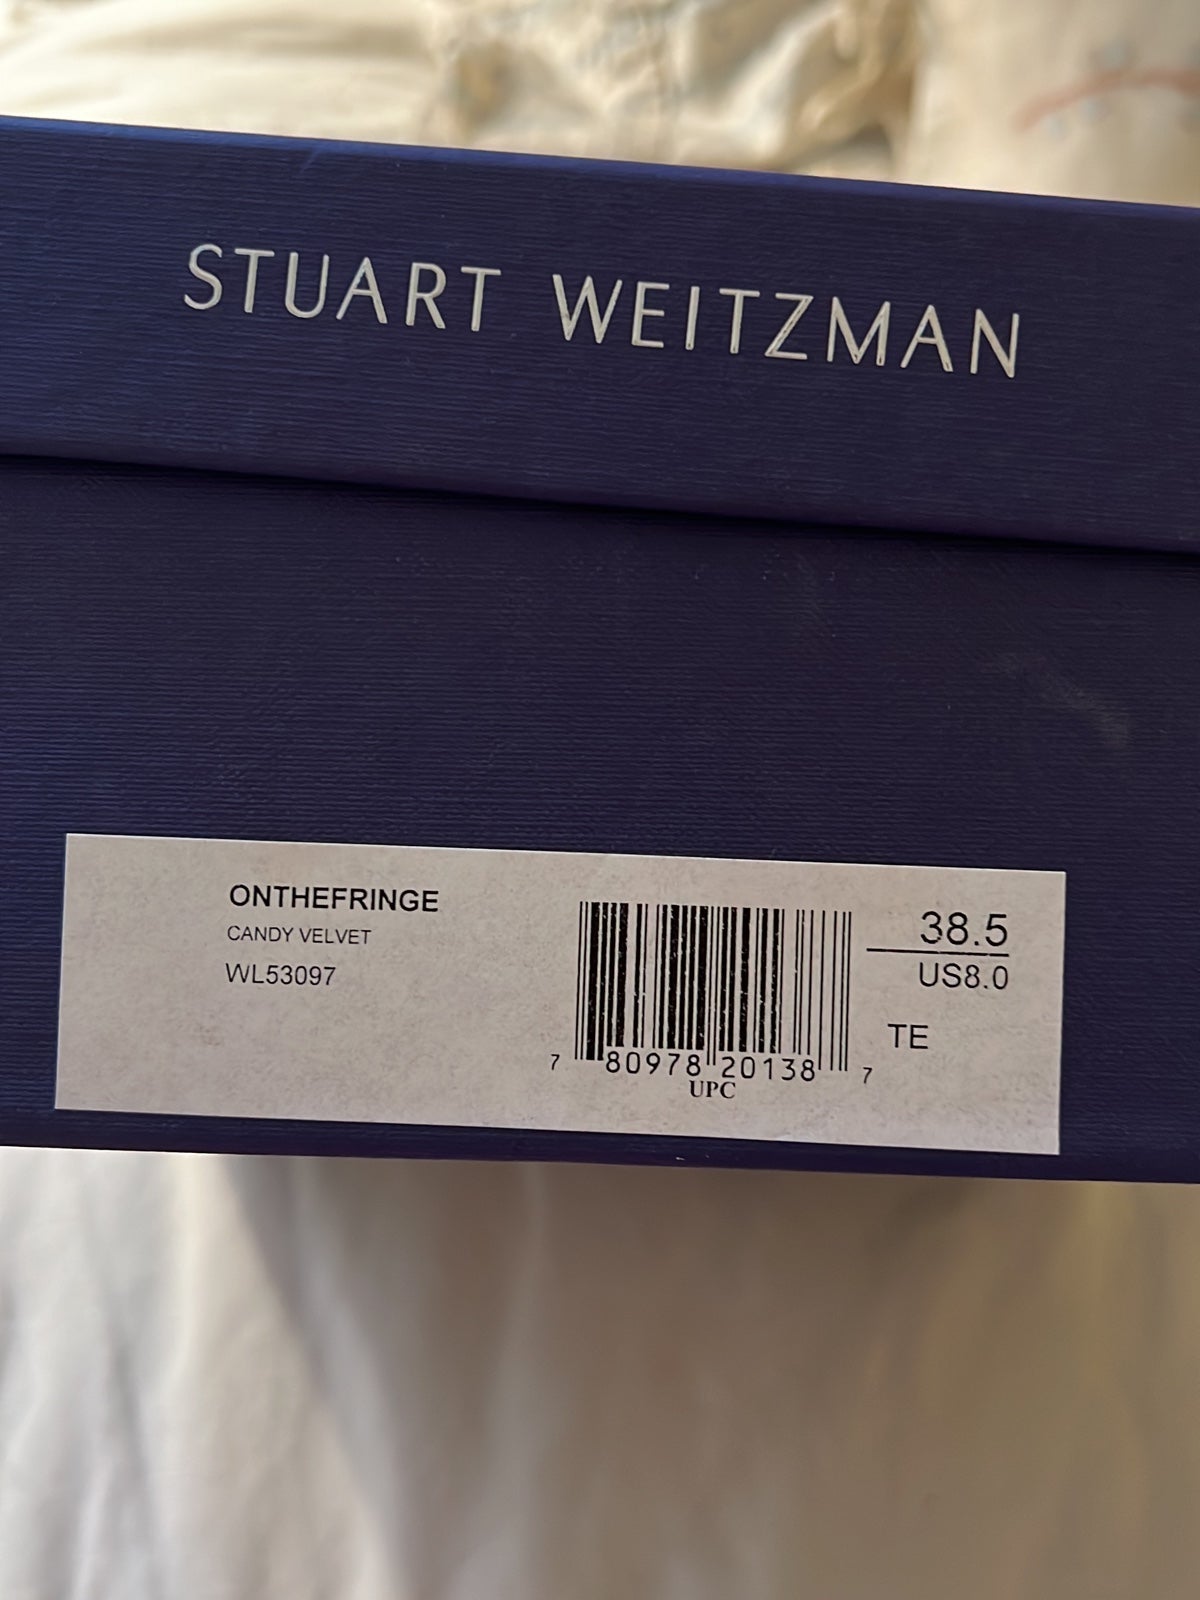 STUART WEITZMAN
ONTHEFRINGE
CANDY VELVET
WL53097
7 80978 20138 7
UPC
38.5
US8.0
TE